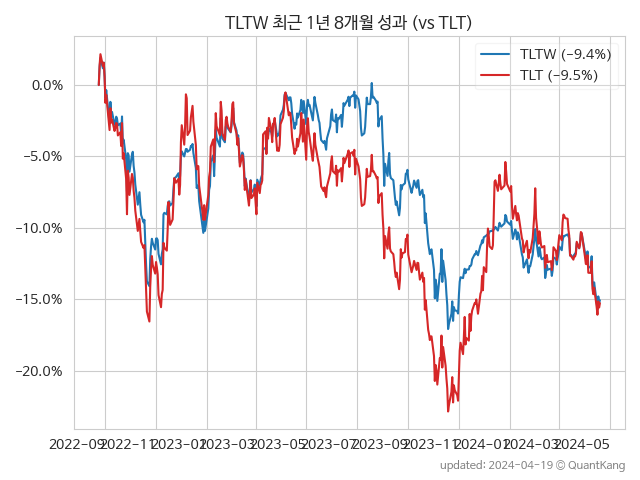 TLTW 최근 1년 8개월 성과 (vs TLT)
TLTW (−9.4%)
TLT (−9.5%)
0.0%
−5.0%
−10.0%
−15.0%
−20.0%
2022-09 2022-11 2023-01 2023-03 2023-05 2023-07 2023-09 2023-11 2024-01 2024-03 2024-05
updated: 2024-04-19 © QuantKang